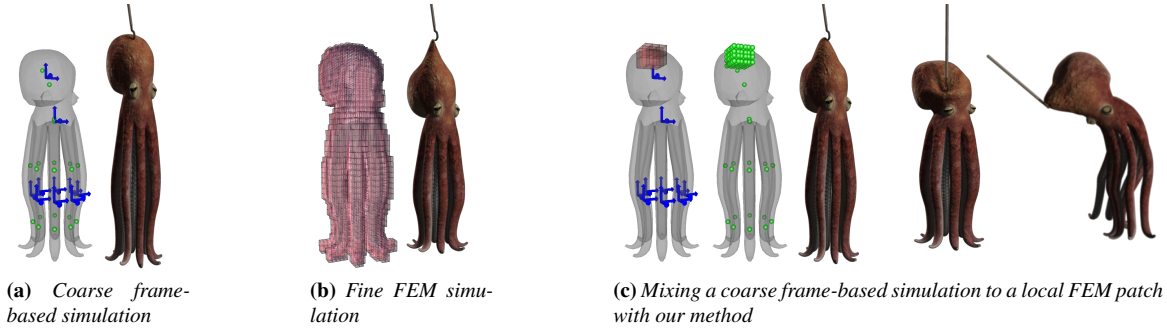 (a) Coarse frame-
based simulation
(b) Fine FEM simu-
lation
(c) Mixing a coarse frame-based simulation to a local FEM patch
with our method